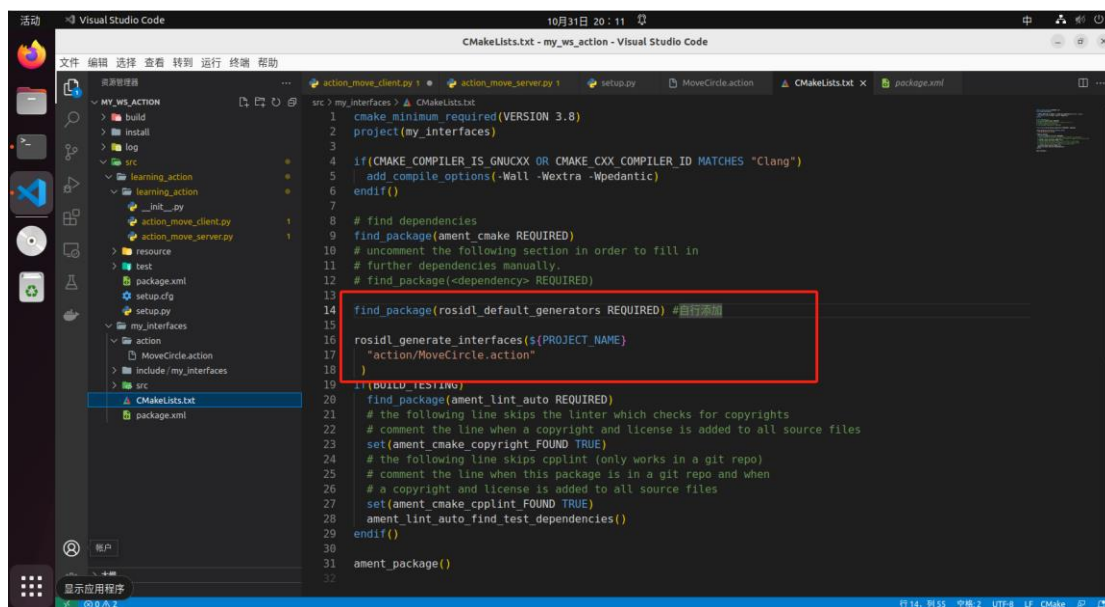 活动
Visual Studio Code
10月31日 20：11
中
CMakeLists.txt - my_ws_action - Visual Studio Code
文件 编辑 选择 查看 转到 运行 终端 帮助
资源管理器
action_move_client.py 1
action_move_server.py 1
setup.py
MoveCircle.action
CMakeLists.txt
package.xml
MY_WS_ACTION
build
install
log
src
learning_action
learning_action
__init__.py
action_move_client.py 1
action_move_server.py 1
resource
test
package.xml
setup.cfg
setup.py
my_interfaces
action
MoveCircle.action
include / my_interfaces
src
CMakeLists.txt
package.xml
帐户
显示应用程序
src > my_interfaces > CMakeLists.txt
1 cmake_minimum_required(VERSION 3.8)
2 project(my_interfaces)
3
4 if(CMAKE_COMPILER_IS_GNUCXX OR CMAKE_CXX_COMPILER_ID MATCHES "Clang")
5 add_compile_options(-Wall -Wextra -Wpedantic)
6 endif()
7
8 # find dependencies
9 find_package(ament_cmake REQUIRED)
10 # uncomment the following section in order to fill in
11 # further dependencies manually.
12 # find_package(<dependency> REQUIRED)
13
14 find_package(rosidl_default_generators REQUIRED) #自行添加
15
16 rosidl_generate_interfaces(${PROJECT_NAME}
17 "action/MoveCircle.action"
18 )
19 if(BUILD_TESTING)
20 find_package(ament_lint_auto REQUIRED)
21 # the following line skips the linter which checks for copyrights
22 # comment the line when a copyright and license is added to all source files
23 set(ament_cmake_copyright_FOUND TRUE)
24 # the following line skips cpplint (only works in a git repo)
25 # comment the line when this package is in a git repo and when
26 # a copyright and license is added to all source files
27 set(ament_cmake_cpplint_FOUND TRUE)
28 ament_lint_auto_find_test_dependencies()
29 endif()
30
31 ament_package()
32
0 2
行 14，列 55 空格: 2 UTF-8 LF CMake